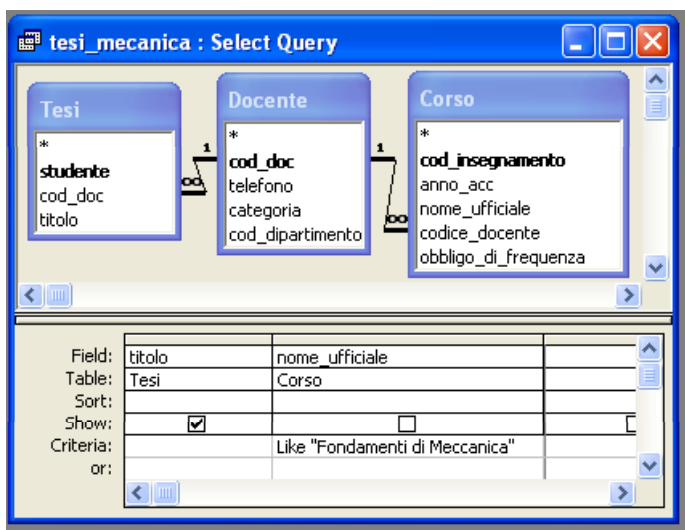 tesi_mecanica : Select Query
Tesi
*
studente
cod_doc
titolo
1
∞
Docente
*
cod_doc
telefono
categoria
cod_dipartimento
1
∞
Corso
*
cod_insegnamento
anno_acc
nome_ufficiale
codice_docente
obbligo_di_frequenza
Field: titolo nome_ufficiale
Table: Tesi Corso
Sort:
Show:
Criteria: Like "Fondamenti di Meccanica"
or: